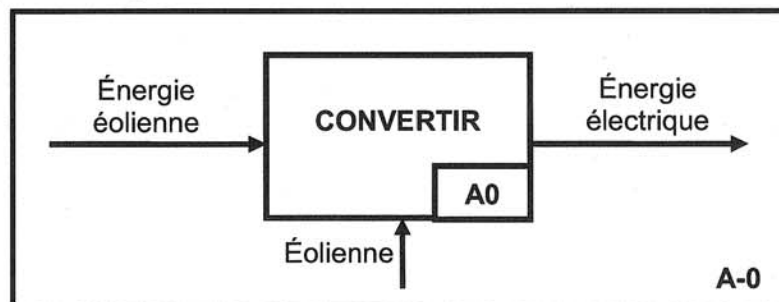 Énergie
éolienne
CONVERTIR
Énergie
électrique
A0
Éolienne
A-0